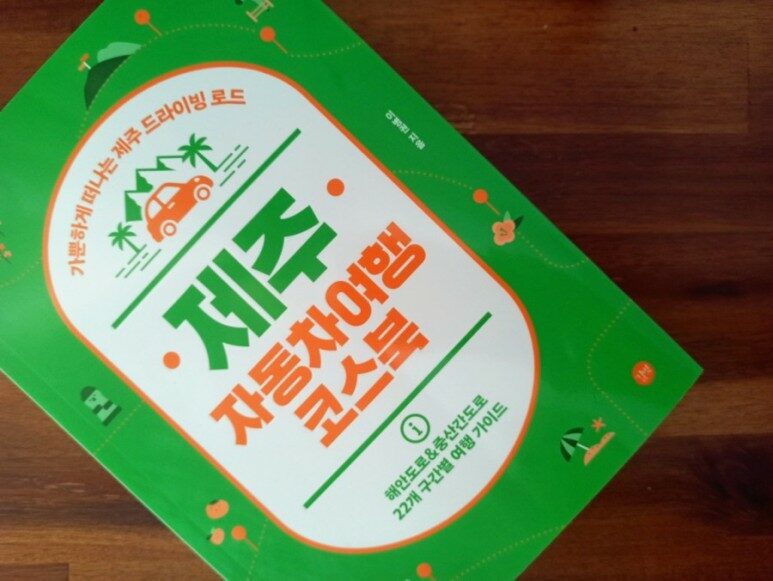 가뿐하게 떠나는 제주 드라이빙 로드
제주
자동차여행
코스북
i
해안도로&중산간도로
22개 구간별 여행 가이드
지음